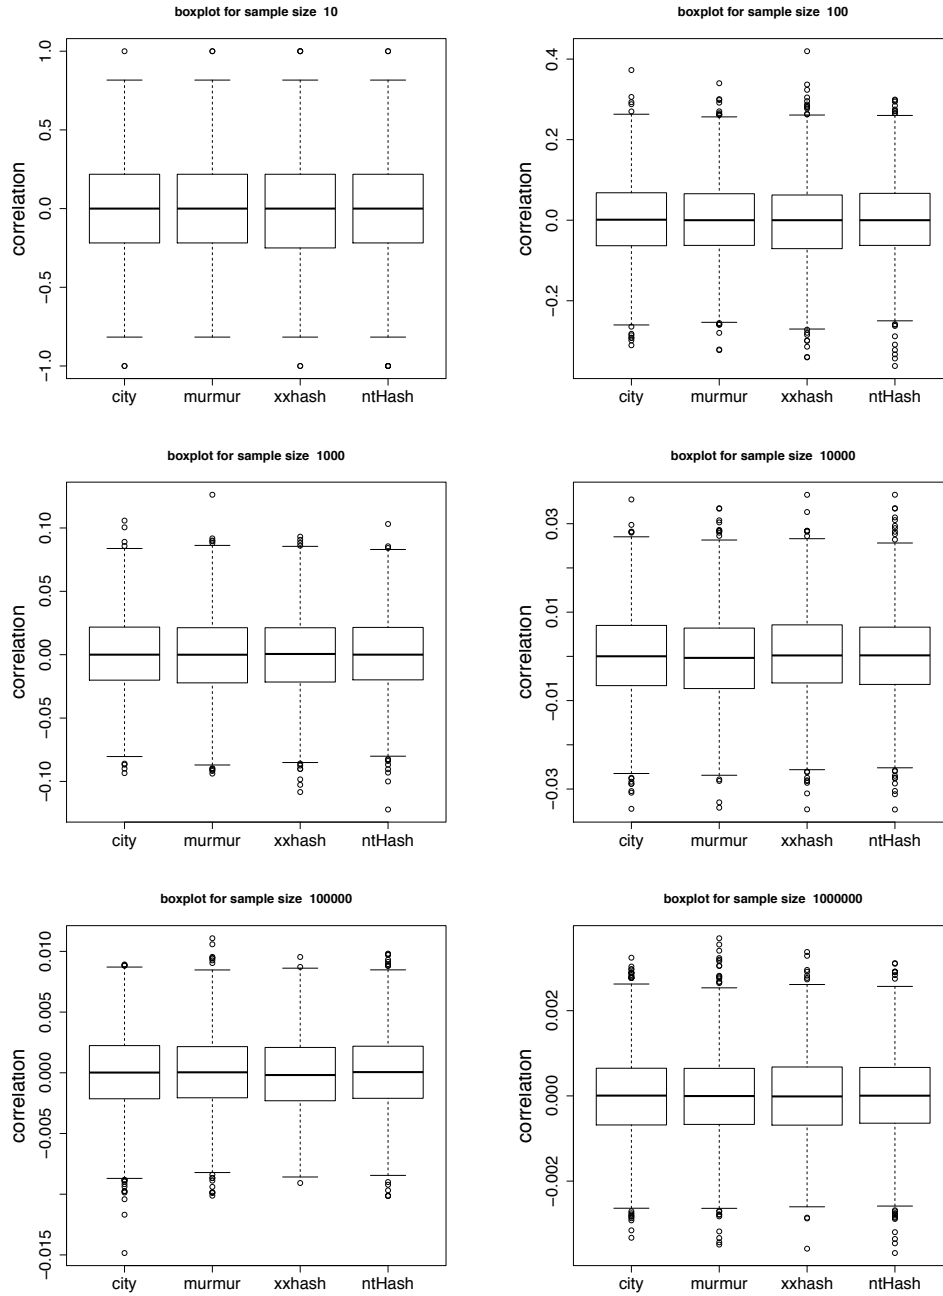 boxplot for sample size 10
correlation
1.0
0.5
0.0
−0.5
−1.0
city murmur xxhash ntHash
boxplot for sample size 100
correlation
0.4
0.2
0.0
−0.2
city murmur xxhash ntHash
boxplot for sample size 1000
correlation
0.10
0.05
0.00
−0.05
−0.10
city murmur xxhash ntHash
boxplot for sample size 10000
correlation
0.03
0.01
−0.01
−0.03
city murmur xxhash ntHash
boxplot for sample size 100000
correlation
0.010
0.005
0.000
−0.005
−0.015
city murmur xxhash ntHash
boxplot for sample size 1000000
correlation
0.002
0.000
−0.002
city murmur xxhash ntHash